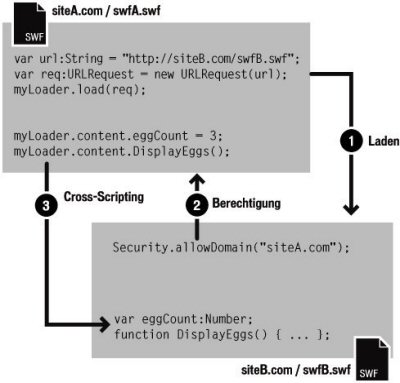 siteA.com / swfA.swf
SWF
var url:String = "http://siteB.com/swfB.swf";
var req:URLRequest = new URLRequest(url);
myLoader.load(req);
myLoader.content.eggCount = 3;
myLoader.content.DisplayEggs();
1 Laden
3 Cross-Scripting
2 Berechtigung
Security.allowDomain("siteA.com");
var eggCount:Number;
function DisplayEggs() { ... };
siteB.com / swfB.swf
SWF